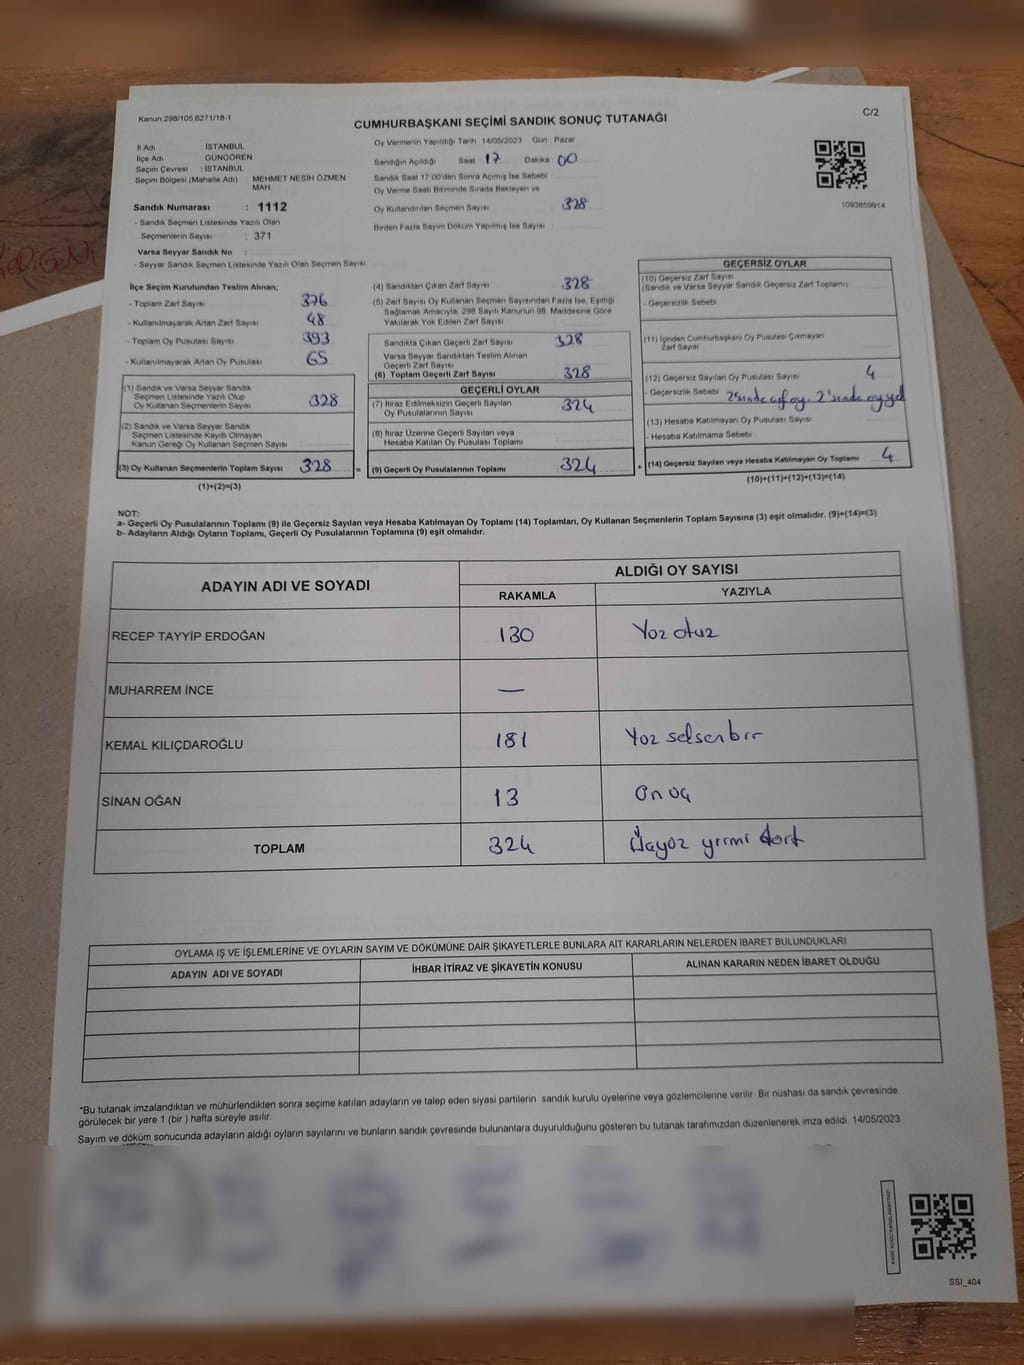 Kanun:298/105,6271/18-1
C/2
CUMHURBAŞKANI SEÇİMİ SANDIK SONUÇ TUTANAĞI
İl Adı : İSTANBUL
İlçe Adı : GÜNGÖREN
Seçim Çevresi : İSTANBUL
Seçim Bölgesi (Mahalle Adı) : MEHMET NESİH ÖZMEN
MAH.
Sandık Numarası : 1112
- Sandık Seçmen Listesinde Yazılı Olan
Seçmenlerin Sayısı : 371
Varsa Seyyar Sandık No :
- Seyyar Sandık Seçmen Listesinde Yazılı Olan Seçmen Sayısı
Oy Vermenin Yapıldığı Tarih 14/05/2023 Gün : Pazar
Sandığın Açıldığı Saat 17 Dakika 00
Sandık Saat 17:00'den Sonra Açılmış İse Sebebi
Oy Verme Saati Bitiminde Sırada Bekleyen ve
Oy Kullandırılan Seçmen Sayısı 328
Birden Fazla Sayım Döküm Yapılmış İse Sayısı :
1093859914
İlçe Seçim Kurulundan Teslim Alınan;
- Toplam Zarf Sayısı 376
- Kullanılmayarak Artan Zarf Sayısı 48
- Toplam Oy Pusulası Sayısı 393
- Kullanılmayarak Artan Oy Pusulası 65
(1) Sandık ve Varsa Seyyar Sandık
Seçmen Listesinde Yazılı Olup
Oy Kullanan Seçmenlerin Sayısı 328
(2) Sandık ve Varsa Seyyar Sandık
Seçmen Listesinde Kayıtlı Olmayan
Kanun Gereği Oy Kullanan Seçmen Sayısı
(3) Oy Kullanan Seçmenlerin Toplam Sayısı 328 =
(1)+(2)=(3)
(4) Sandıktan Çıkan Zarf Sayısı 328
(5) Zarf Sayısı Oy Kullanan Seçmen Sayısından Fazla İse, Eşitliği
Sağlamak Amacıyla, 298 Sayılı Kanunun 98. Maddesine Göre
Yakılarak Yok Edilen Zarf Sayısı
Sandıkta Çıkan Geçerli Zarf Sayısı 328
Varsa Seyyar Sandıktan Teslim Alınan
Geçerli Zarf Sayısı
(6) Toplam Geçerli Zarf Sayısı 328
GEÇERLİ OYLAR
(7) İtiraz Edilmeksizin Geçerli Sayılan
Oy Pusulalarının Sayısı 324
(8) İtiraz Üzerine Geçerli Sayılan veya
Hesaba Katılan Oy Pusulası Toplamı
(9) Geçerli Oy Pusulalarının Toplamı 324 +
GEÇERSİZ OYLAR
(10) Geçersiz Zarf Sayısı
(Sandık ve Varsa Seyyar Sandık Geçersiz Zarf Toplamı)
- Geçersizlik Sebebi
(11) İçinden Cumhurbaşkanı Oy Pusulası Çıkmayan
Zarf Sayısı
(12) Geçersiz Sayılan Oy Pusulası Sayısı 4
- Geçersizlik Sebebi 2'sinde oy, 2'sinde oy
(13) Hesaba Katılmayan Oy Pusulası Sayısı
- Hesaba Katılmama Sebebi
(14) Geçersiz Sayılan veya Hesaba Katılmayan Oy Toplamı 4
(10)+(11)+(12)+(13)=(14)
NOT:
a- Geçerli Oy Pusulalarının Toplamı (9) ile Geçersiz Sayılan veya Hesaba Katılmayan Oy Toplamı (14) Toplamları, Oy Kullanan Seçmenlerin Toplam Sayısına (3) eşit olmalıdır. (9)+(14)=(3)
b- Adayların Aldığı Oyların Toplamı, Geçerli Oy Pusulalarının Toplamına (9) eşit olmalıdır.
ADAYIN ADI VE SOYADI
ALDIĞI OY SAYISI
RAKAMLA YAZIYLA
RECEP TAYYİP ERDOĞAN 130 Yüz otuz
MUHARREM İNCE —
KEMAL KILIÇDAROĞLU 181 Yüz seksenbir
SİNAN OĞAN 13 On üç
TOPLAM 324 Üçyüz yirmi dört
OYLAMA İŞ VE İŞLEMLERİNE VE OYLARIN SAYIM VE DÖKÜMÜNE DAİR ŞİKAYETLERLE BUNLARA AİT KARARLARIN NELERDEN İBARET BULUNDUKLARI
ADAYIN ADI VE SOYADI İHBAR İTİRAZ VE ŞİKAYETİN KONUSU ALINAN KARARIN NEDEN İBARET OLDUĞU
*Bu tutanak imzalandıktan ve mühürlendikten sonra seçime katılan adayların ve talep eden siyasi partilerin sandık kurulu üyelerine veya gözlemcilerine verilir. Bir nüshası da sandık çevresinde
görülecek bir yere 1 (bir ) hafta süreyle asılır.
Sayım ve döküm sonucunda adayların aldığı oyların sayılarını ve bunların sandık çevresinde bulunanlara duyurulduğunu gösteren bu tutanak tarafımızdan düzenlenerek imza edildi. 14/05/2023
SSI_404